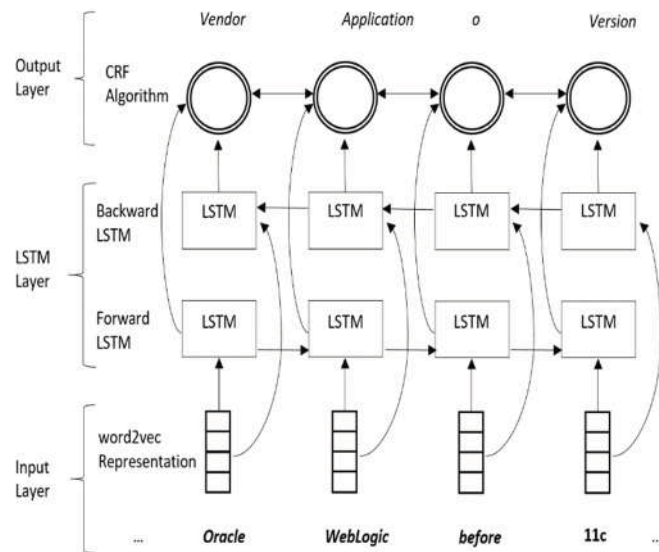 Vendor Application o Version
Output Layer
CRF Algorithm
Backward LSTM
LSTM LSTM LSTM LSTM
LSTM Layer
Forward LSTM
LSTM LSTM LSTM LSTM
word2vec Representation
Input Layer
... Oracle WebLogic before 11c ..